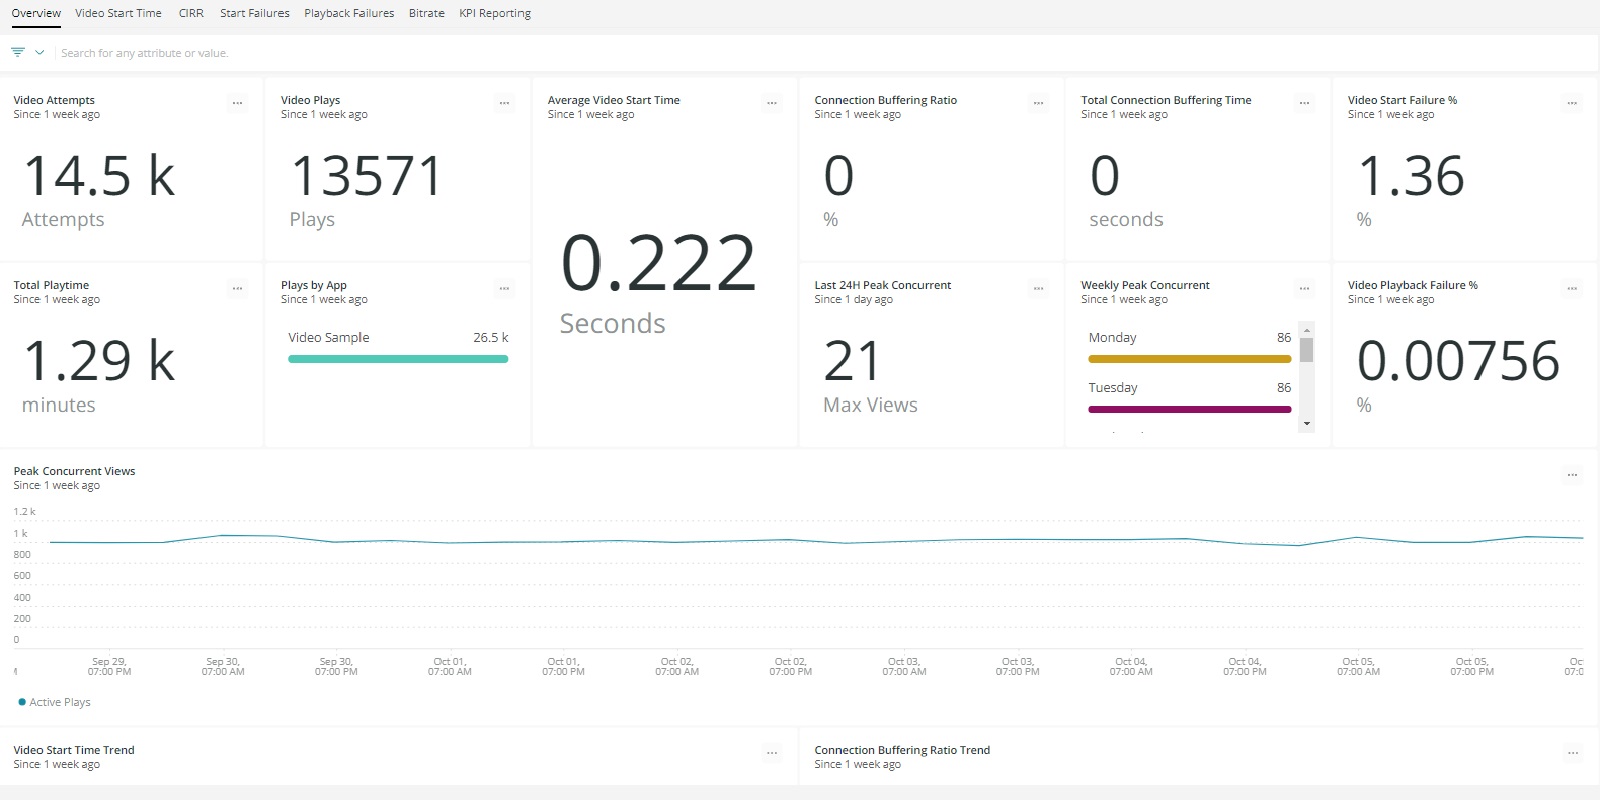 Overview Video Start Time CIRR Start Failures Playback Failures Bitrate KPI Reporting
Search for any attribute or value.
Video Attempts
Since 1 week ago
14.5 k
Attempts
Video Plays
Since 1 week ago
13571
Plays
Average Video Start Time
Since 1 week ago
0.222
Seconds
Connection Buffering Ratio
Since 1 week ago
0
%
Total Connection Buffering Time
Since 1 week ago
0
seconds
Video Start Failure %
Since 1 week ago
1.36
%
Total Playtime
Since 1 week ago
1.29 k
minutes
Plays by App
Since 1 week ago
Video Sample 26.5 k
Last 24H Peak Concurrent
Since 1 day ago
21
Max Views
Weekly Peak Concurrent
Since 1 week ago
Monday 86
Tuesday 86
Video Playback Failure %
Since 1 week ago
0.00756
%
Peak Concurrent Views
Since 1 week ago
1.2 k
1 k
800
600
400
200
0
Sep 29,
07:00 PM
Sep 30,
07:00 AM
Sep 30,
07:00 PM
Oct 01,
07:00 AM
Oct 01,
07:00 PM
Oct 02,
07:00 AM
Oct 02,
07:00 PM
Oct 03,
07:00 AM
Oct 03,
07:00 PM
Oct 04,
07:00 AM
Oct 04,
07:00 PM
Oct 05,
07:00 AM
Oct 05,
07:00 PM
Active Plays
Video Start Time Trend
Since 1 week ago
Connection Buffering Ratio Trend
Since 1 week ago